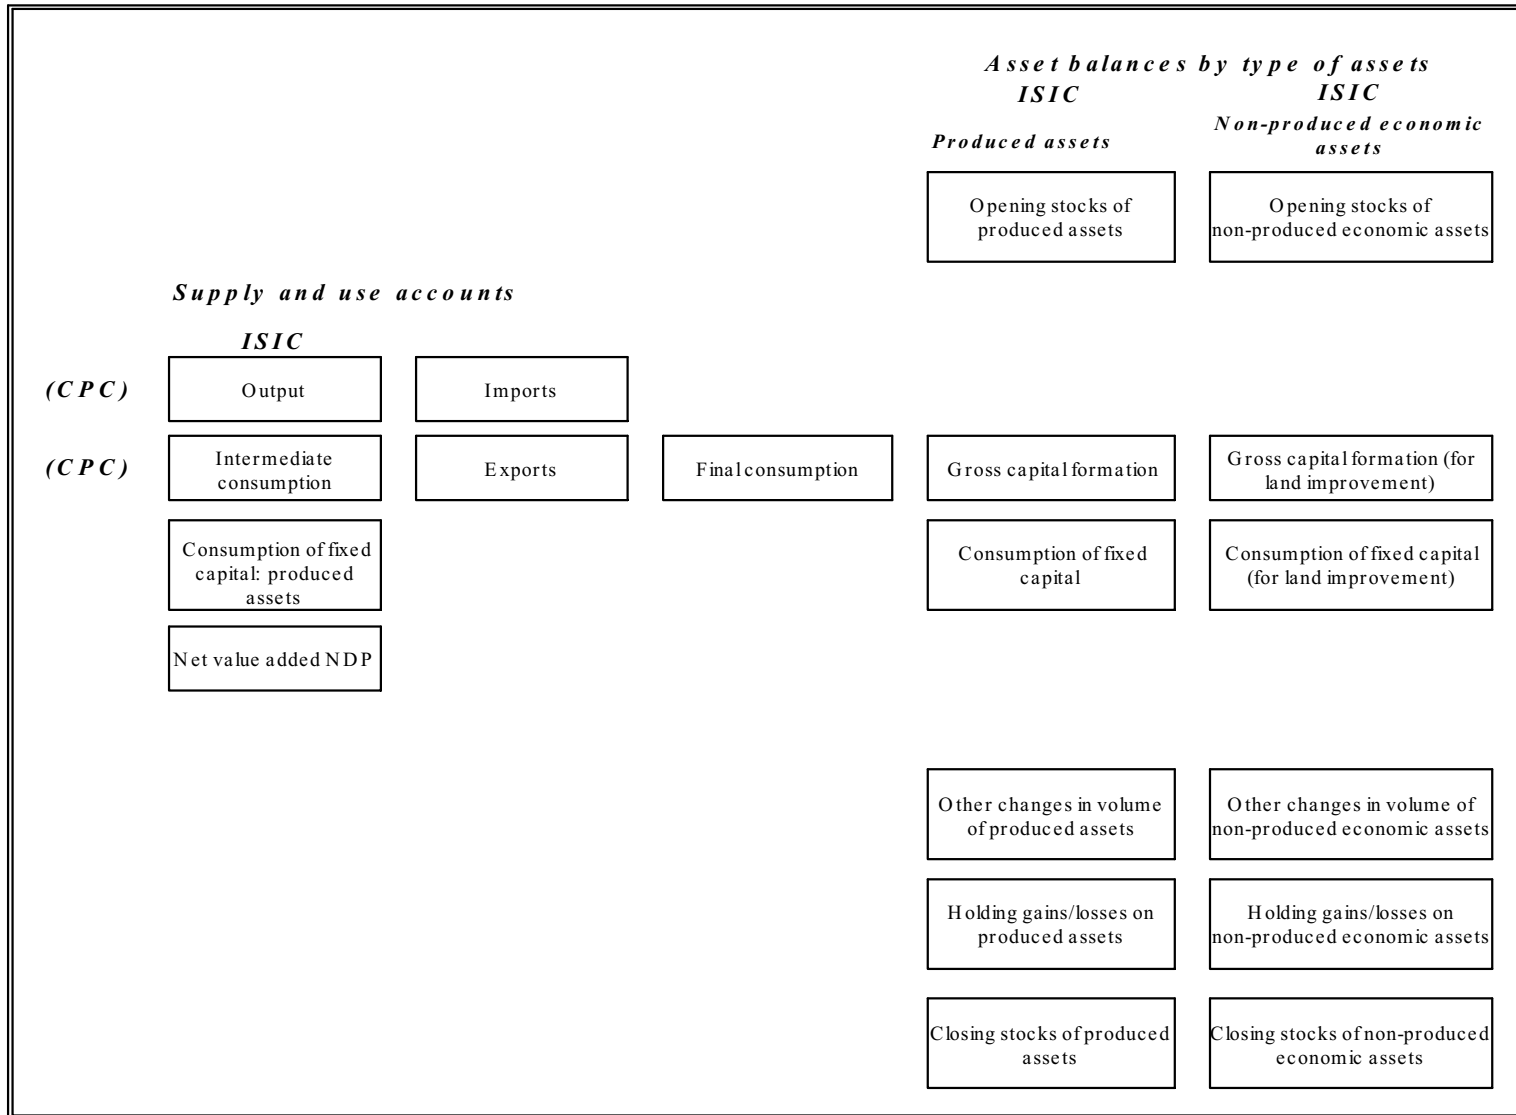 Asset balances by type of assets
ISIC ISIC
Produced assets
Non-produced economic
assets
Opening stocks of
produced assets
Opening stocks of
non-produced economic assets
Supply and use accounts
ISIC
(CPC)
Output
Imports
(CPC)
Intermediate
consumption
Exports
Final consumption
Gross capital formation
Gross capital formation (for
land improvement)
Consumption of fixed
capital: produced
assets
Consumption of fixed
capital
Consumption of fixed capital
(for land improvement)
Net value added NDP
Other changes in volume
of produced assets
Other changes in volume of
non-produced economic assets
Holding gains/losses on
produced assets
Holding gains/losses on
non-produced economic assets
Closing stocks of produced
assets
Closing stocks of non-produced
economic assets